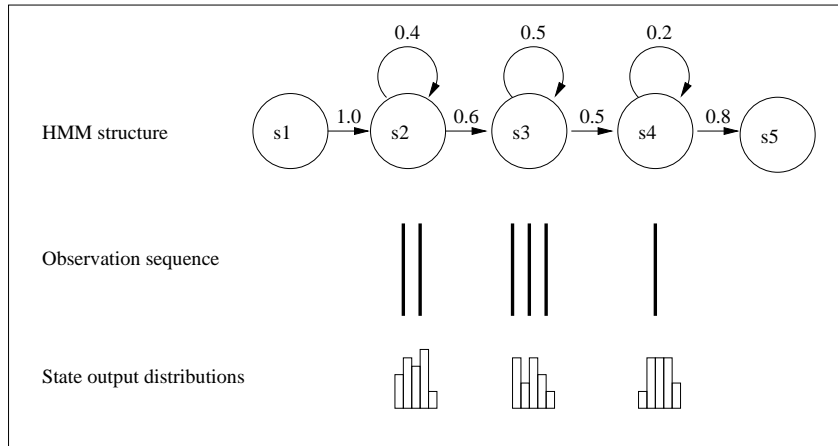 0.4 0.5 0.2
1.0 0.6 0.5 0.8
HMM structure s1 s2 s3 s4 s5
Observation sequence
State output distributions